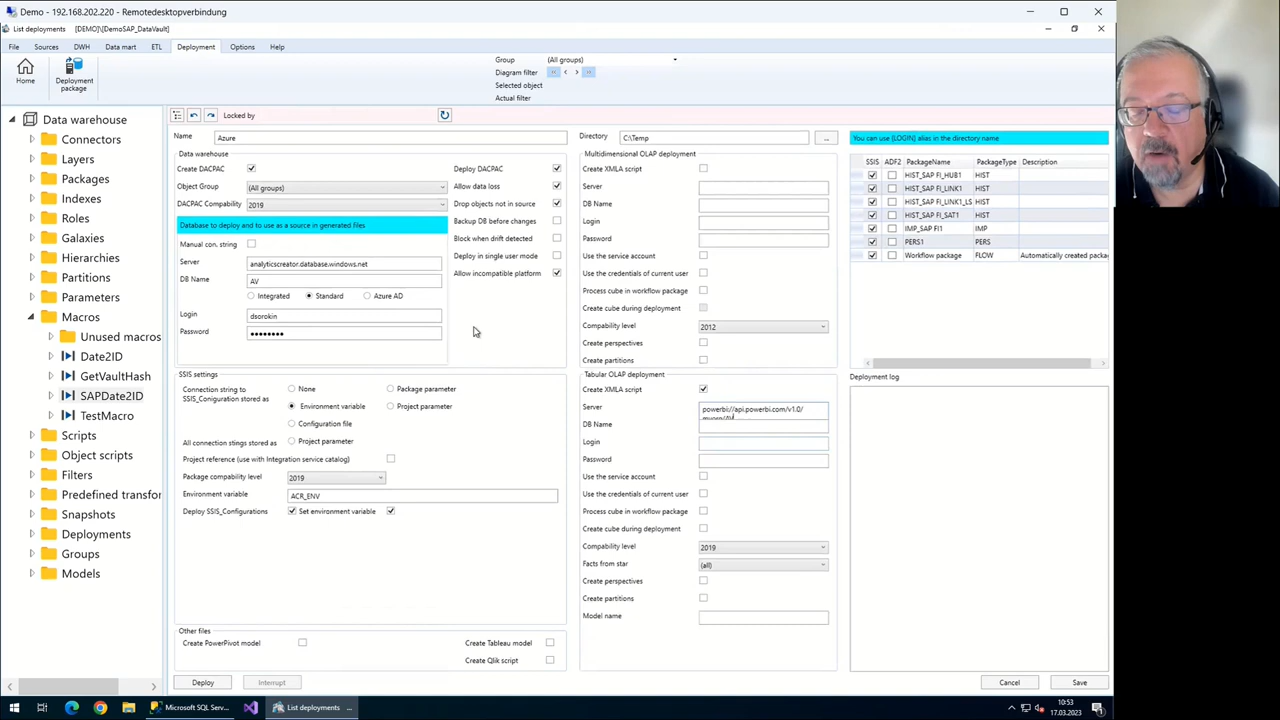 Demo - 192.168.202.220 - Remotedesktopverbindung
List deployments [DEMO]\[DemoSAP_DataVault]
File Sources DWH Data mart ETL Deployment Options Help
Home
Deployment package
Group (All groups)
Diagram filter
Selected object
Actual filter
Data warehouse
Connectors
Layers
Packages
Indexes
Roles
Galaxies
Hierarchies
Partitions
Parameters
Macros
Unused macros
Date2ID
GetVaultHash
SAPDate2ID
TestMacro
Scripts
Object scripts
Filters
Predefined transfor
Snapshots
Deployments
Groups
Models
Locked by
Name Azure
Data warehouse
Create DACPAC
Object Group (All groups)
DACPAC Compability 2019
Database to deploy and to use as a source in generated files
Manual con. string
Server analyticscreator.database.windows.net
DB Name AV
Integrated Standard Azure AD
Login dsorokin
Password ••••••••
Deploy DACPAC
Allow data loss
Drop objects not in source
Backup DB before changes
Block when drift detected
Deploy in single user mode
Allow incompatible platform
SSIS settings
Connection string to SSIS_Coniguration stored as
None Package parameter
Environment variable Project parameter
Configuration file
All connection stings stored as Project parameter
Project reference (use with Integration service catalog)
Package compability level 2019
Environment variable ACR_ENV
Deploy SSIS_Configurations Set environment variable
Other files
Create PowerPivot model Create Tableau model
Create Qlik script
Deploy Interrupt
Directory C:\Temp ..
Multidimensional OLAP deployment
Create XMLA script
Server
DB Name
Login
Password
Use the service account
Use the credentials of current user
Process cube in workflow package
Create cube during deployment
Compability level 2012
Create perspectives
Create partitions
Tabular OLAP deployment
Create XMLA script
Server powerbi://api.powerbi.com/v1.0/
DB Name
Login
Password
Use the service account
Use the credentials of current user
Process cube in workflow package
Create cube during deployment
Compability level 2019
Facts from star (all)
Create perspectives
Create partitions
Model name
You can use [LOGIN] alias in the directory name
SSIS ADF2 PackageName PackageType Description
HIST_SAP FI_HUB1 HIST
HIST_SAP FI_LINK1 HIST
HIST_SAP FI_LINK1_LS HIST
HIST_SAP FI_SAT1 HIST
IMP_SAP FI1 IMP
PERS1 PERS
Workflow package FLOW Automatically created packa
Deployment log
Cancel Save
Microsoft SQL Serv...
List deployments ...
10:53
17.03.2023